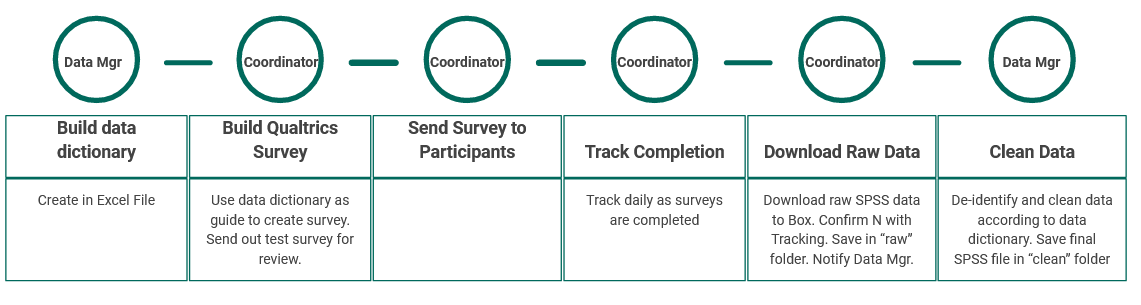 Data Mgr
Coordinator
Coordinator
Coordinator
Coordinator
Data Mgr
Build data
dictionary
Build Qualtrics
Survey
Send Survey to
Participants
Track Completion
Download Raw Data
Clean Data
Create in Excel File
Use data dictionary as
guide to create survey.
Send out test survey for
review.
Track daily as surveys
are completed
Download raw SPSS data
to Box. Confirm N with
Tracking. Save in “raw”
folder. Notify Data Mgr.
De-identify and clean data
according to data
dictionary. Save final
SPSS file in “clean” folder